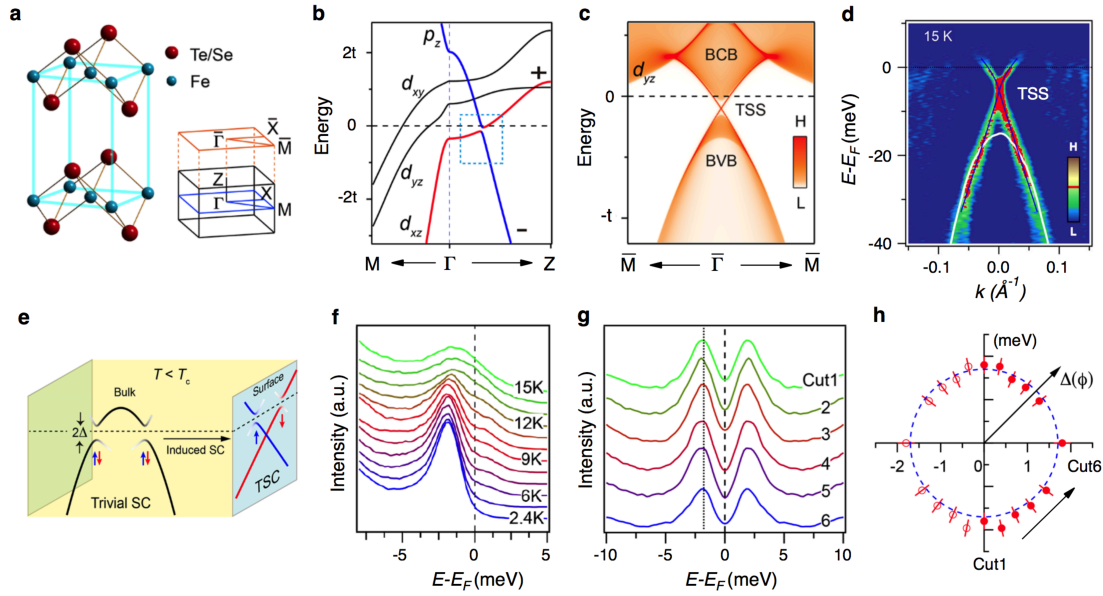 a
Te/Se
Fe
Γ̅
X̅
M̅
Z
X
Γ
M
b
Energy
2t
0
-2t
p_z
d_xy
d_yz
d_xz
+
-
M
Γ
Z
c
Energy
0
-1
d_yz
BCB
TSS
BVB
H
L
M̅
Γ̅
M̅
d
15 K
TSS
E-E_F (meV)
0
-20
-40
H
L
-0.1
0.0
0.1
k (Å⁻¹)
e
T < T_c
Bulk
Surface
2Δ
Induced SC
Trivial SC
TSC
f
Intensity (a.u.)
15K
12K
9K
6K
2.4K
-5
0
5
E-E_F (meV)
g
Intensity (a.u.)
Cut1
2
3
4
5
6
-10
-5
0
5
10
E-E_F (meV)
h
(meV)
Δ(ϕ)
-2
-1
0
1
Cut6
Cut1